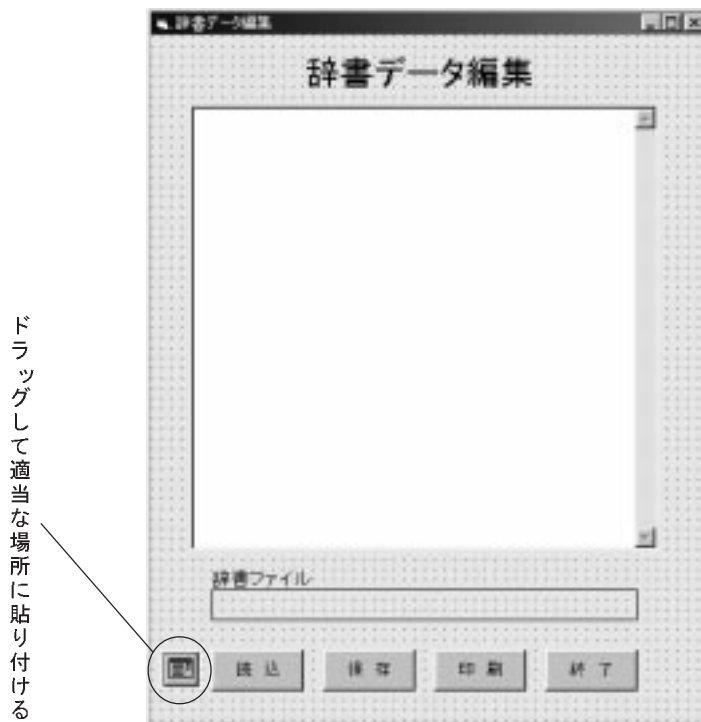 辞書データ編集
辞書データ編集
辞書ファイル
読込
保存
印刷
終了
ドラッグして適当な場所に貼り付ける